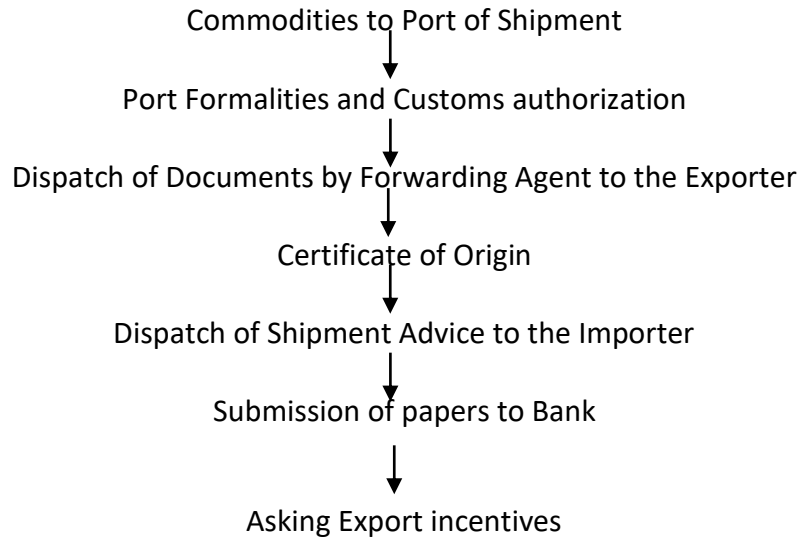 Commodities to Port of Shipment
Port Formalities and Customs authorization
Dispatch of Documents by Forwarding Agent to the Exporter
Certificate of Origin
Dispatch of Shipment Advice to the Importer
Submission of papers to Bank
Asking Export incentives